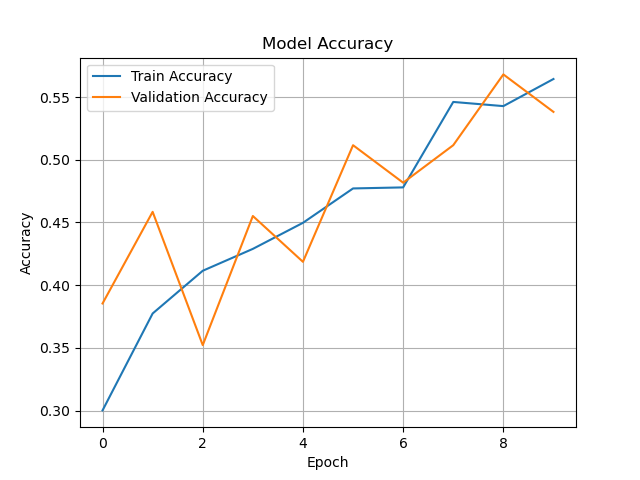 Model Accuracy
Train Accuracy
Validation Accuracy
0.55
0.50
0.45
0.40
0.35
0.30
Accuracy
0 2 4 6 8
Epoch